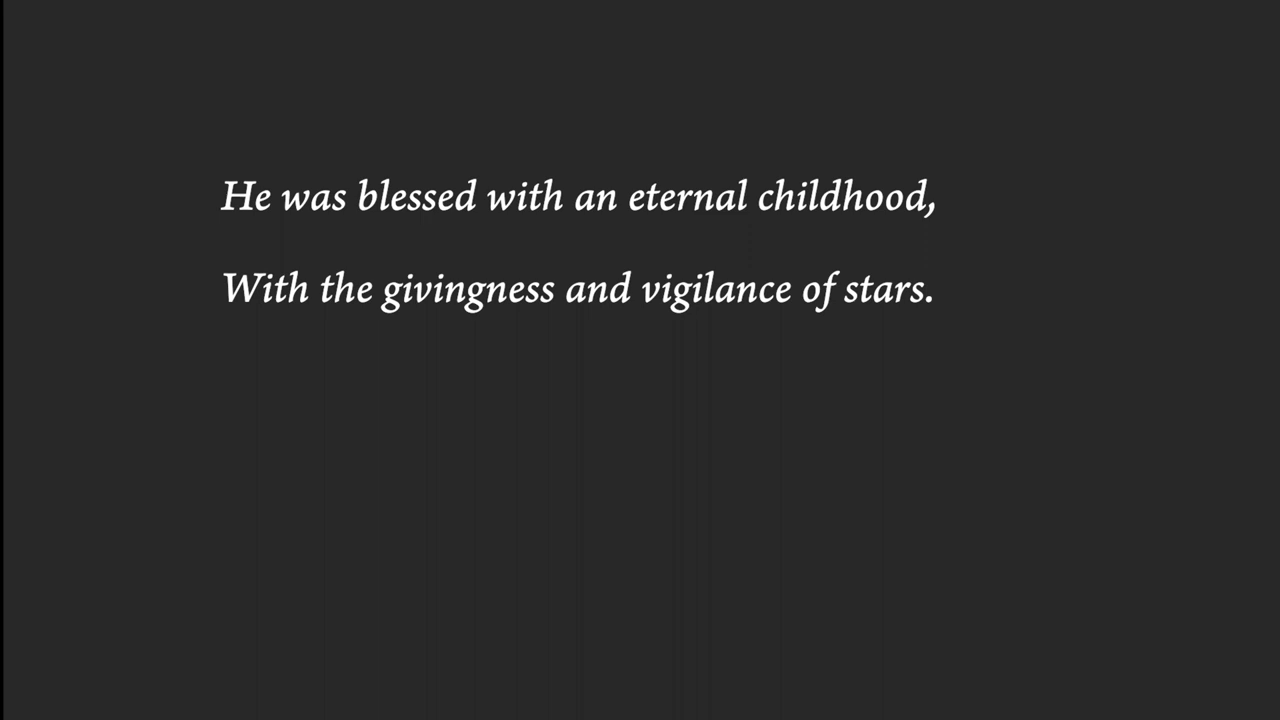 He was blessed with an eternal childhood,
With the givingness and vigilance of stars.